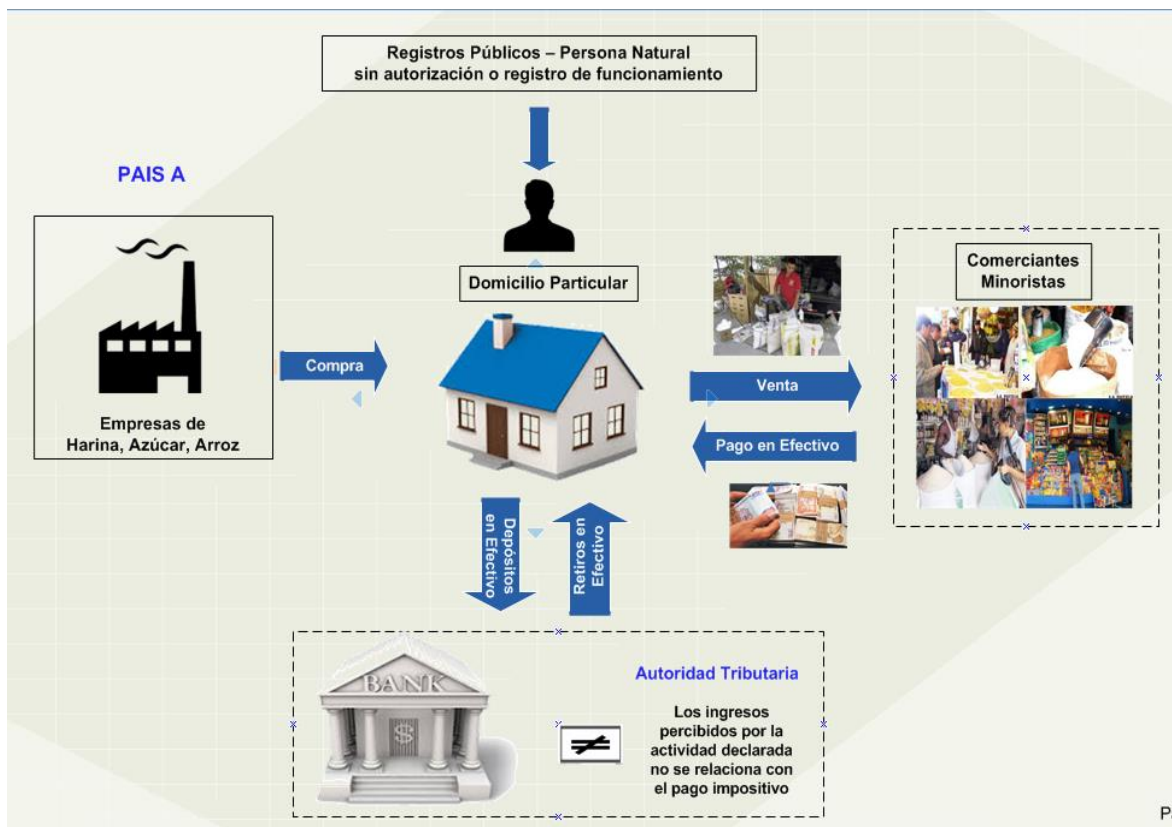 Registros Públicos – Persona Natural
sin autorización o registro de funcionamiento
PAIS A
Domicilio Particular
Comerciantes
Minoristas
Compra
Venta
Empresas de
Harina, Azúcar, Arroz
Pago en Efectivo
Depósitos
en Efectivo
Retiros en
Efectivo
BANK
$
Autoridad Tributaria
≠
Los ingresos
percibidos por la
actividad declarada
no se relaciona con
el pago impositivo
P